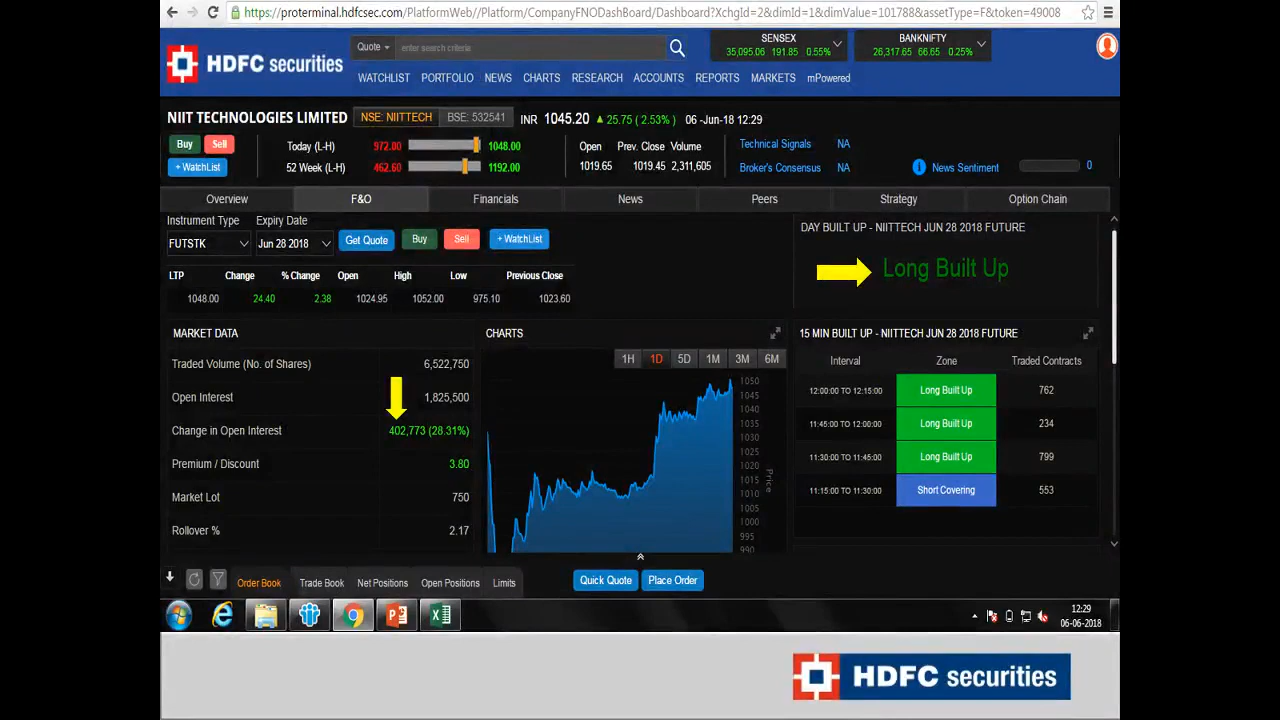 https://proterminal.hdfcsec.com/PlatformWeb//Platform/CompanyFNODashBoard/Dashboard?XchgId=2&dimId=1&dimValue=101788&assetType=F&token=49008
HDFC securities
Quote enter search criteria
SENSEX
35,095.06 191.85 0.55%
BANKNIFTY
26,317.65 66.65 0.25%
WATCHLIST PORTFOLIO NEWS CHARTS RESEARCH ACCOUNTS REPORTS MARKETS mPowered
NIIT TECHNOLOGIES LIMITED NSE: NIITTECH BSE: 532541 INR 1045.20 ▲ 25.75 ( 2.53% ) 06 -Jun-18 12:29
Buy Sell Today (L-H) 972.00 1048.00 Open Prev. Close Volume Technical Signals NA
+ WatchList 52 Week (L-H) 462.60 1192.00 1019.65 1019.45 2,311,605 Broker's Consensus NA News Sentiment 0
Overview F&O Financials News Peers Strategy Option Chain
Instrument Type Expiry Date
FUTSTK Jun 28 2018 Get Quote Buy Sell + WatchList
LTP Change % Change Open High Low Previous Close
1048.00 24.40 2.38 1024.95 1052.00 975.10 1023.60
DAY BUILT UP - NIITTECH JUN 28 2018 FUTURE
Long Built Up
MARKET DATA
Traded Volume (No. of Shares) 6,522,750
Open Interest 1,825,500
Change in Open Interest 402,773 (28.31%)
Premium / Discount 3.80
Market Lot 750
Rollover % 2.17
CHARTS
1H 1D 5D 1M 3M 6M
1050
1045
1040
1035
1030
1025
1020
1015
1010
1005
1000
995
990
Price
15 MIN BUILT UP - NIITTECH JUN 28 2018 FUTURE
Interval Zone Traded Contracts
12:00:00 TO 12:15:00 Long Built Up 762
11:45:00 TO 12:00:00 Long Built Up 234
11:30:00 TO 11:45:00 Long Built Up 799
11:15:00 TO 11:30:00 Short Covering 553
Order Book Trade Book Net Positions Open Positions Limits Quick Quote Place Order
12:29
06-06-2018
HDFC securities